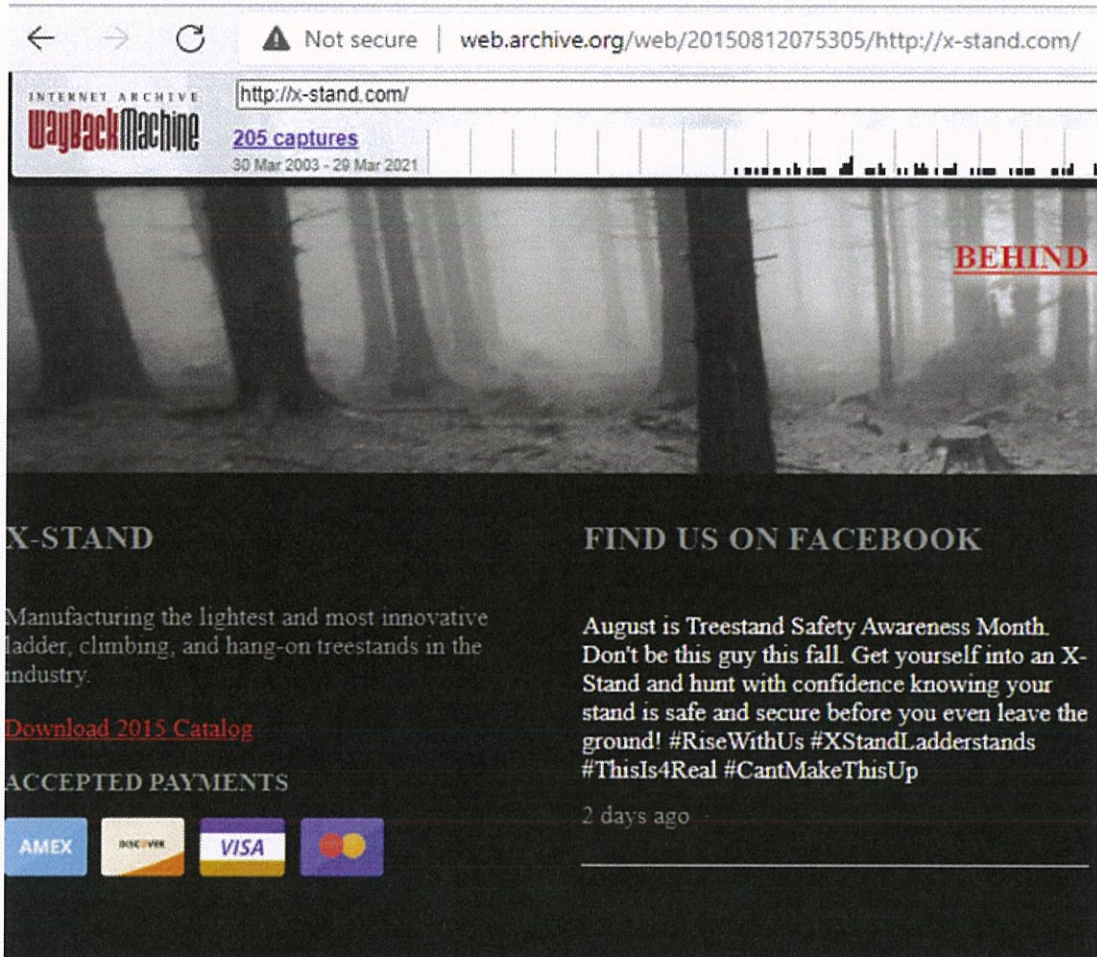 Not secure | web.archive.org/web/20150812075305/http://x-stand.com/
INTERNET ARCHIVE
WayBackMachine
http://x-stand.com/
205 captures
30 Mar 2003 - 29 Mar 2021
BEHIND
X-STAND
Manufacturing the lightest and most innovative
ladder, climbing, and hang-on treestands in the
industry.
Download 2015 Catalog
ACCEPTED PAYMENTS
AMEX
DISCOVER
VISA
FIND US ON FACEBOOK
August is Treestand Safety Awareness Month.
Don't be this guy this fall. Get yourself into an X-
Stand and hunt with confidence knowing your
stand is safe and secure before you even leave the
ground! #RiseWithUs #XStandLadderstands
#ThisIs4Real #CantMakeThisUp
2 days ago ·